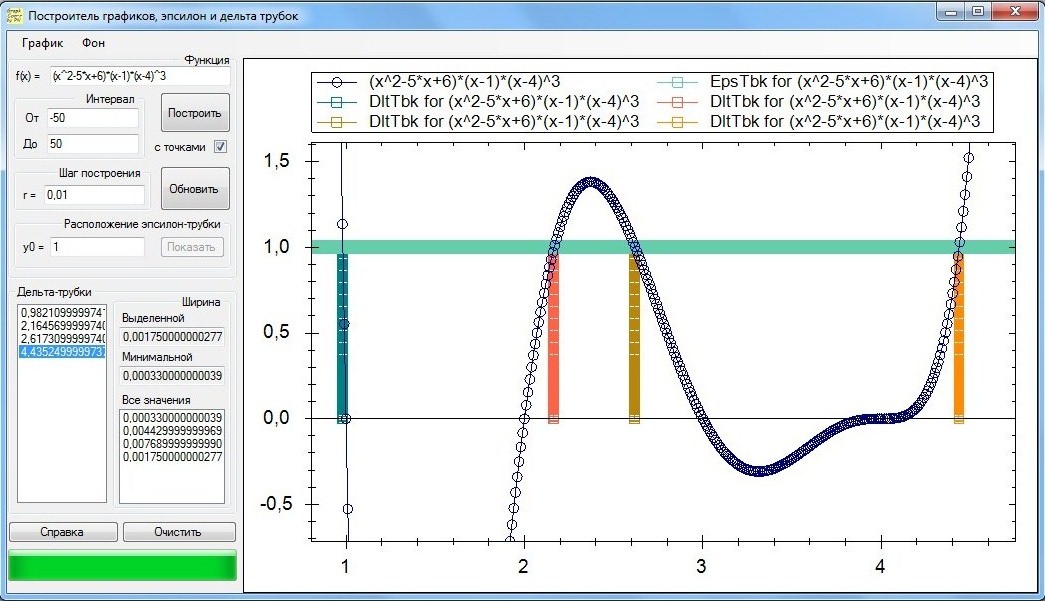 Построитель графиков, эпсилон и дельта трубок
График Фон
Функция
f(x) = (x^2-5*x+6)*(x-1)*(x-4)^3
Интервал
От -50
До 50
Построить
с точками
Шаг построения
r = 0,01
Обновить
Расположение эпсилон-трубки
y0 = 1
Показать
Дельта-трубки
0,98210999999741
2,16456999999740
2,61730999999740
4,43524999999737
Ширина
Выделенной
0,001750000000277
Минимальной
0,000330000000039
Все значения
0,000330000000039
0,004429999999969
0,007689999999990
0,001750000000277
Справка
Очистить
(x^2-5*x+6)*(x-1)*(x-4)^3
EpsTbk for (x^2-5*x+6)*(x-1)*(x-4)^3
DltTbk for (x^2-5*x+6)*(x-1)*(x-4)^3
DltTbk for (x^2-5*x+6)*(x-1)*(x-4)^3
DltTbk for (x^2-5*x+6)*(x-1)*(x-4)^3
DltTbk for (x^2-5*x+6)*(x-1)*(x-4)^3
1,5
1,0
0,5
0,0
-0,5
1 2 3 4